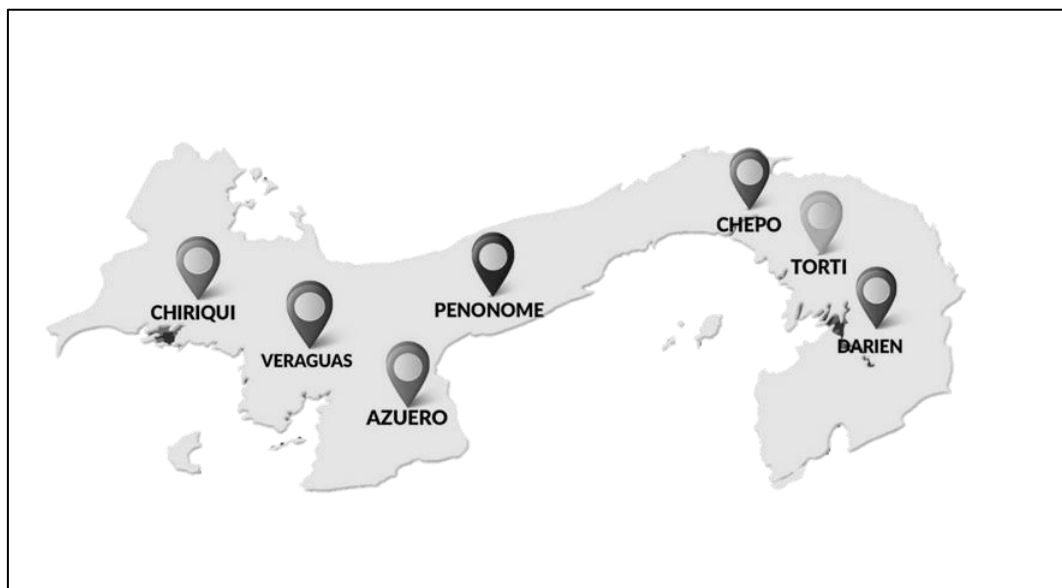 CHEPO
TORTI
CHIRIQUI
PENONOME
DARIEN
VERAGUAS
AZUERO